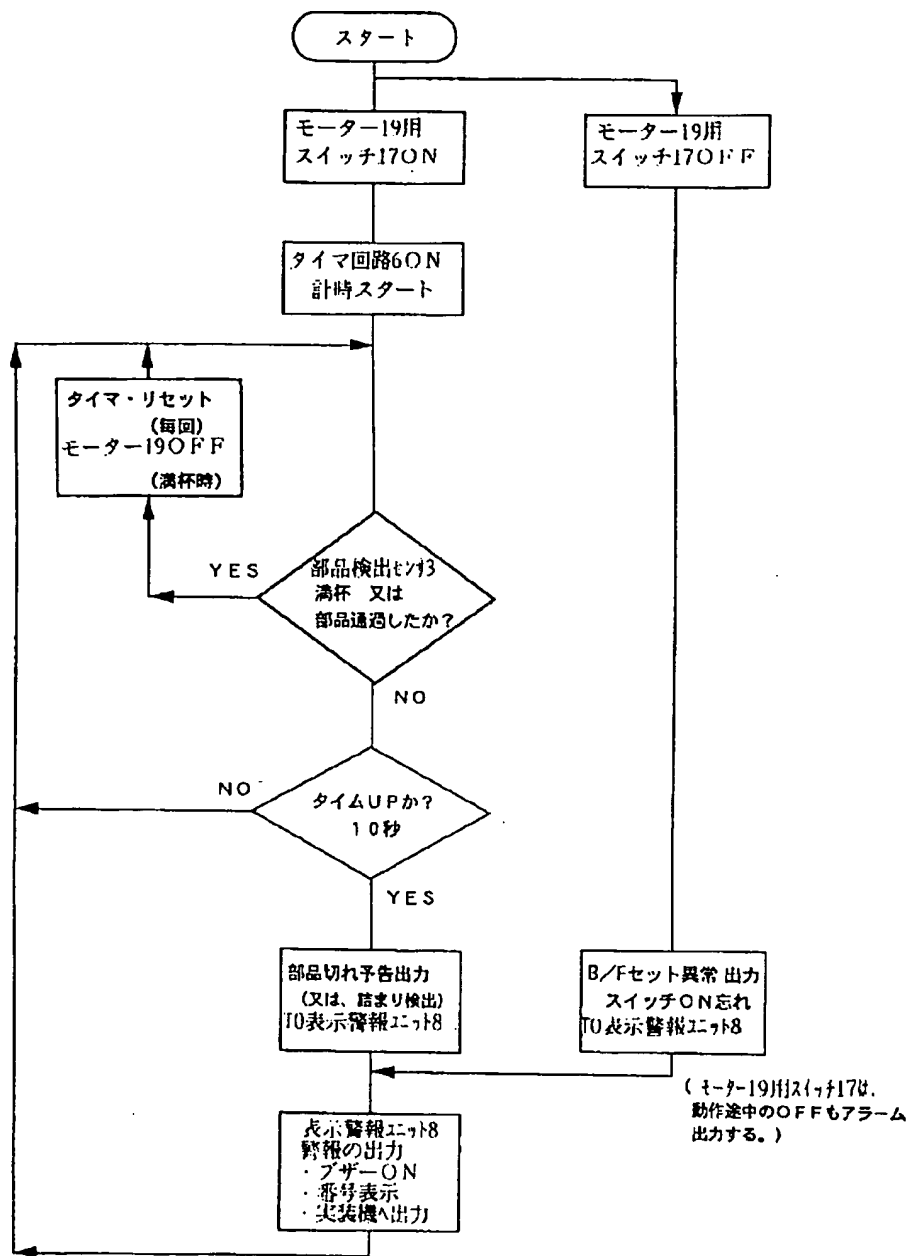 スタート
モーター19用
スイッチ17ON
モーター19用
スイッチ17OFF
タイマ回路6ON
計時スタート
タイマ・リセット
(毎回)
モーター19OFF
(満杯時)
YES
部品検出センサ3
満杯 又は
部品通過したか?
NO
NO
タイムUPか?
10秒
YES
部品切れ予告出力
(又は、詰まり検出)
TO表示警報ユニット8
B/Fセット異常 出力
スイッチON忘れ
TO表示警報ユニット8
(モーター19用スイッチ17は、
動作途中のOFFもアラーム
出力する。)
表示警報ユニット8
警報の出力
・ブザーON
・番号表示
・実装機へ出力